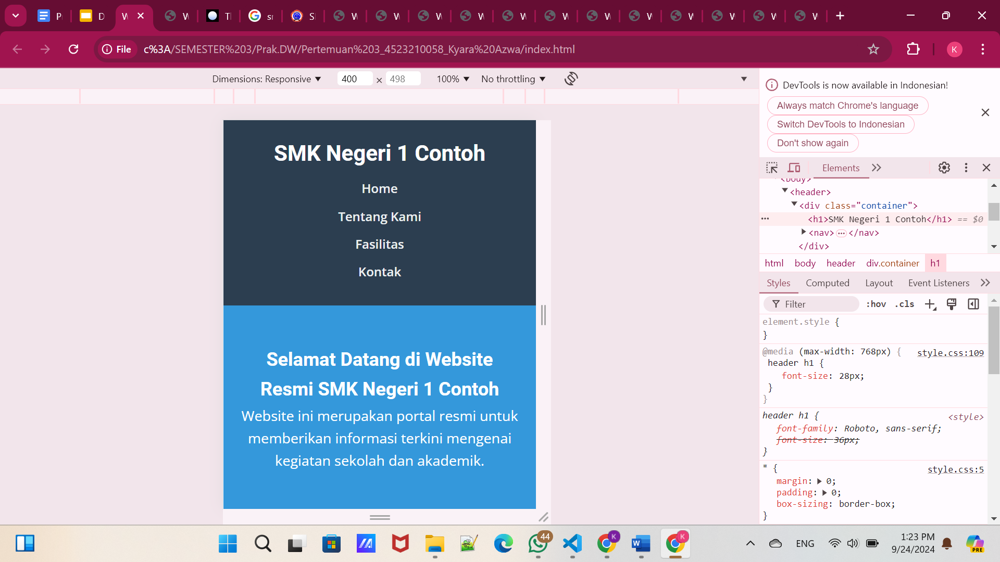 P
D
W
W
Tl
sr
SI
W
W
W
W
W
W
W
W
W
W
W
W
File
c%3A/SEMESTER%203/Prak.DW/Pertemuan%203_4523210058_Kyara%20Azwa/index.html
K
Dimensions: Responsive
400
×
498
100%
No throttling
DevTools is now available in Indonesian!
Always match Chrome's language
Switch DevTools to Indonesian
Don't show again
SMK Negeri 1 Contoh
Home
Tentang Kami
Fasilitas
Kontak
Selamat Datang di Website
Resmi SMK Negeri 1 Contoh
Website ini merupakan portal resmi untuk
memberikan informasi terkini mengenai
kegiatan sekolah dan akademik.
Elements
<body>
<header>
<div class="container">
<h1>SMK Negeri 1 Contoh</h1> == $0
<nav> ⋯ </nav>
</div>
html body header div.container h1
Styles Computed Layout Event Listeners
Filter :hov .cls
element.style {
}
@media (max-width: 768px) { style.css:109
header h1 {
font-size: 28px;
}
}
header h1 { <style>
font-family: Roboto, sans-serif;
font-size: 36px;
}
* { style.css:5
margin: 0;
padding: 0;
box-sizing: border-box;
}
44
K
W
K
ENG
1:23 PM
9/24/2024
PRE